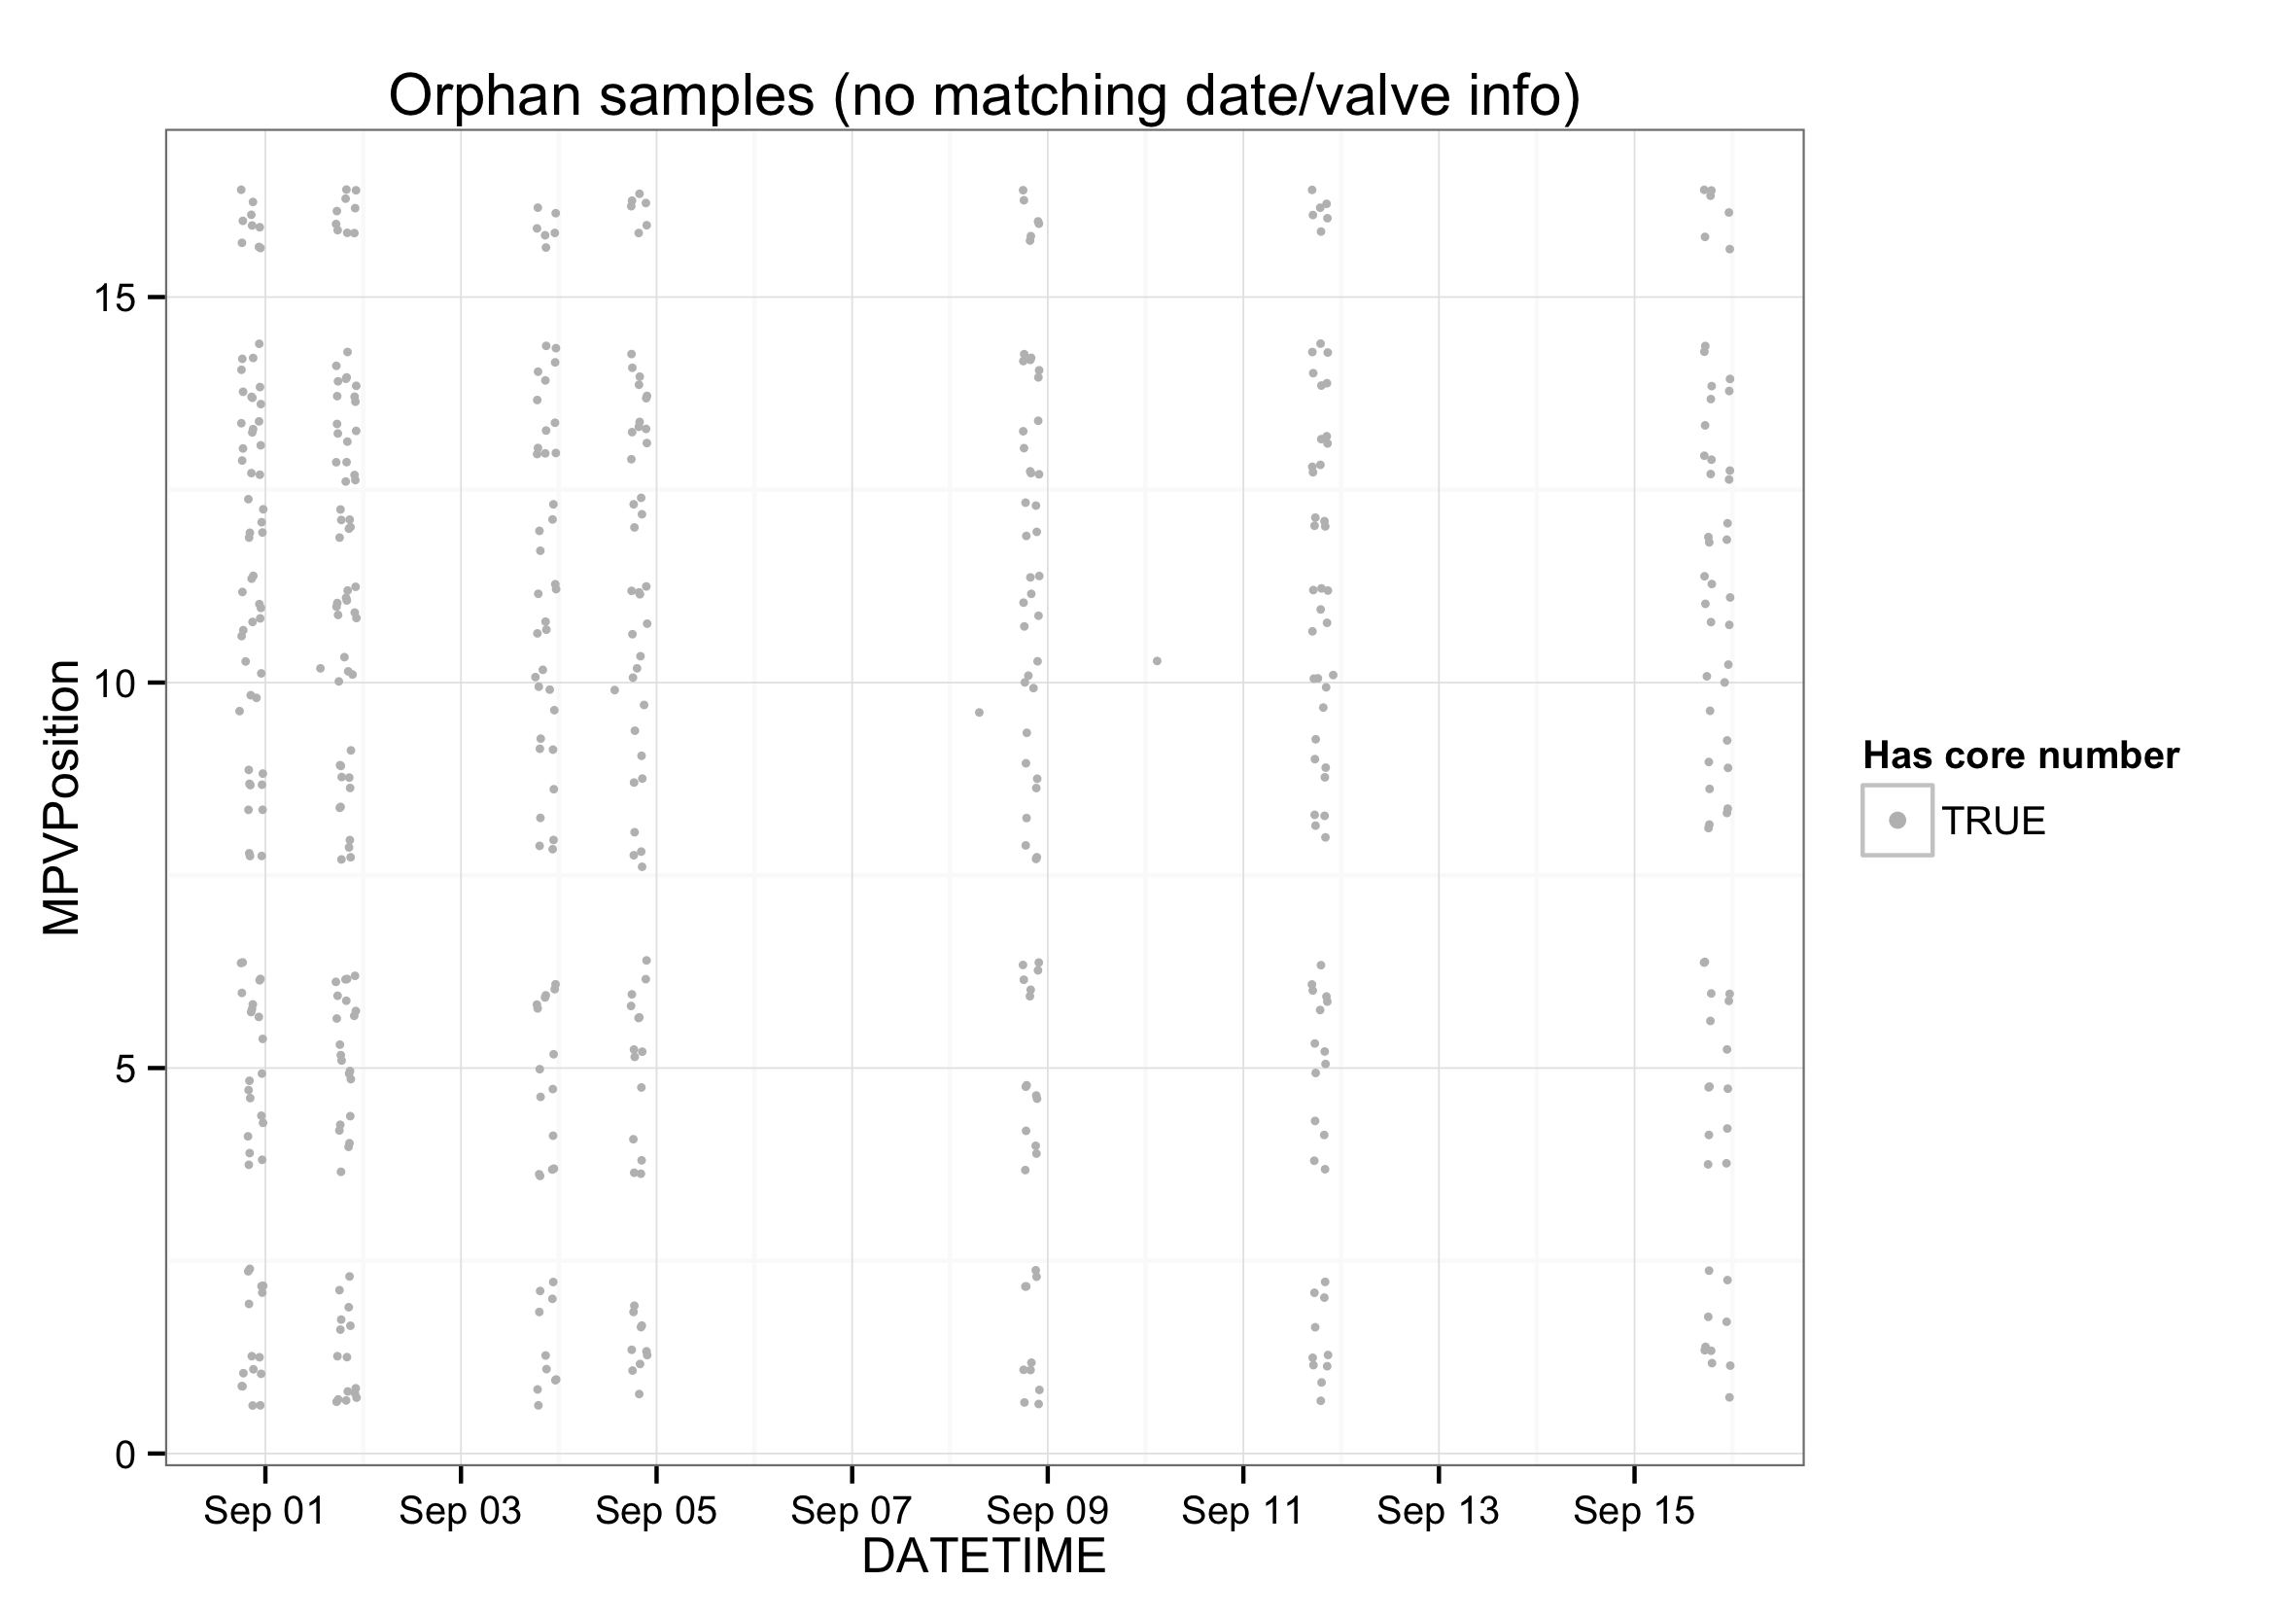 Orphan samples (no matching date/valve info)
15
10
5
0
MPVPosition
Sep 01 Sep 03 Sep 05 Sep 07 Sep 09 Sep 11 Sep 13 Sep 15
DATETIME
Has core number
TRUE